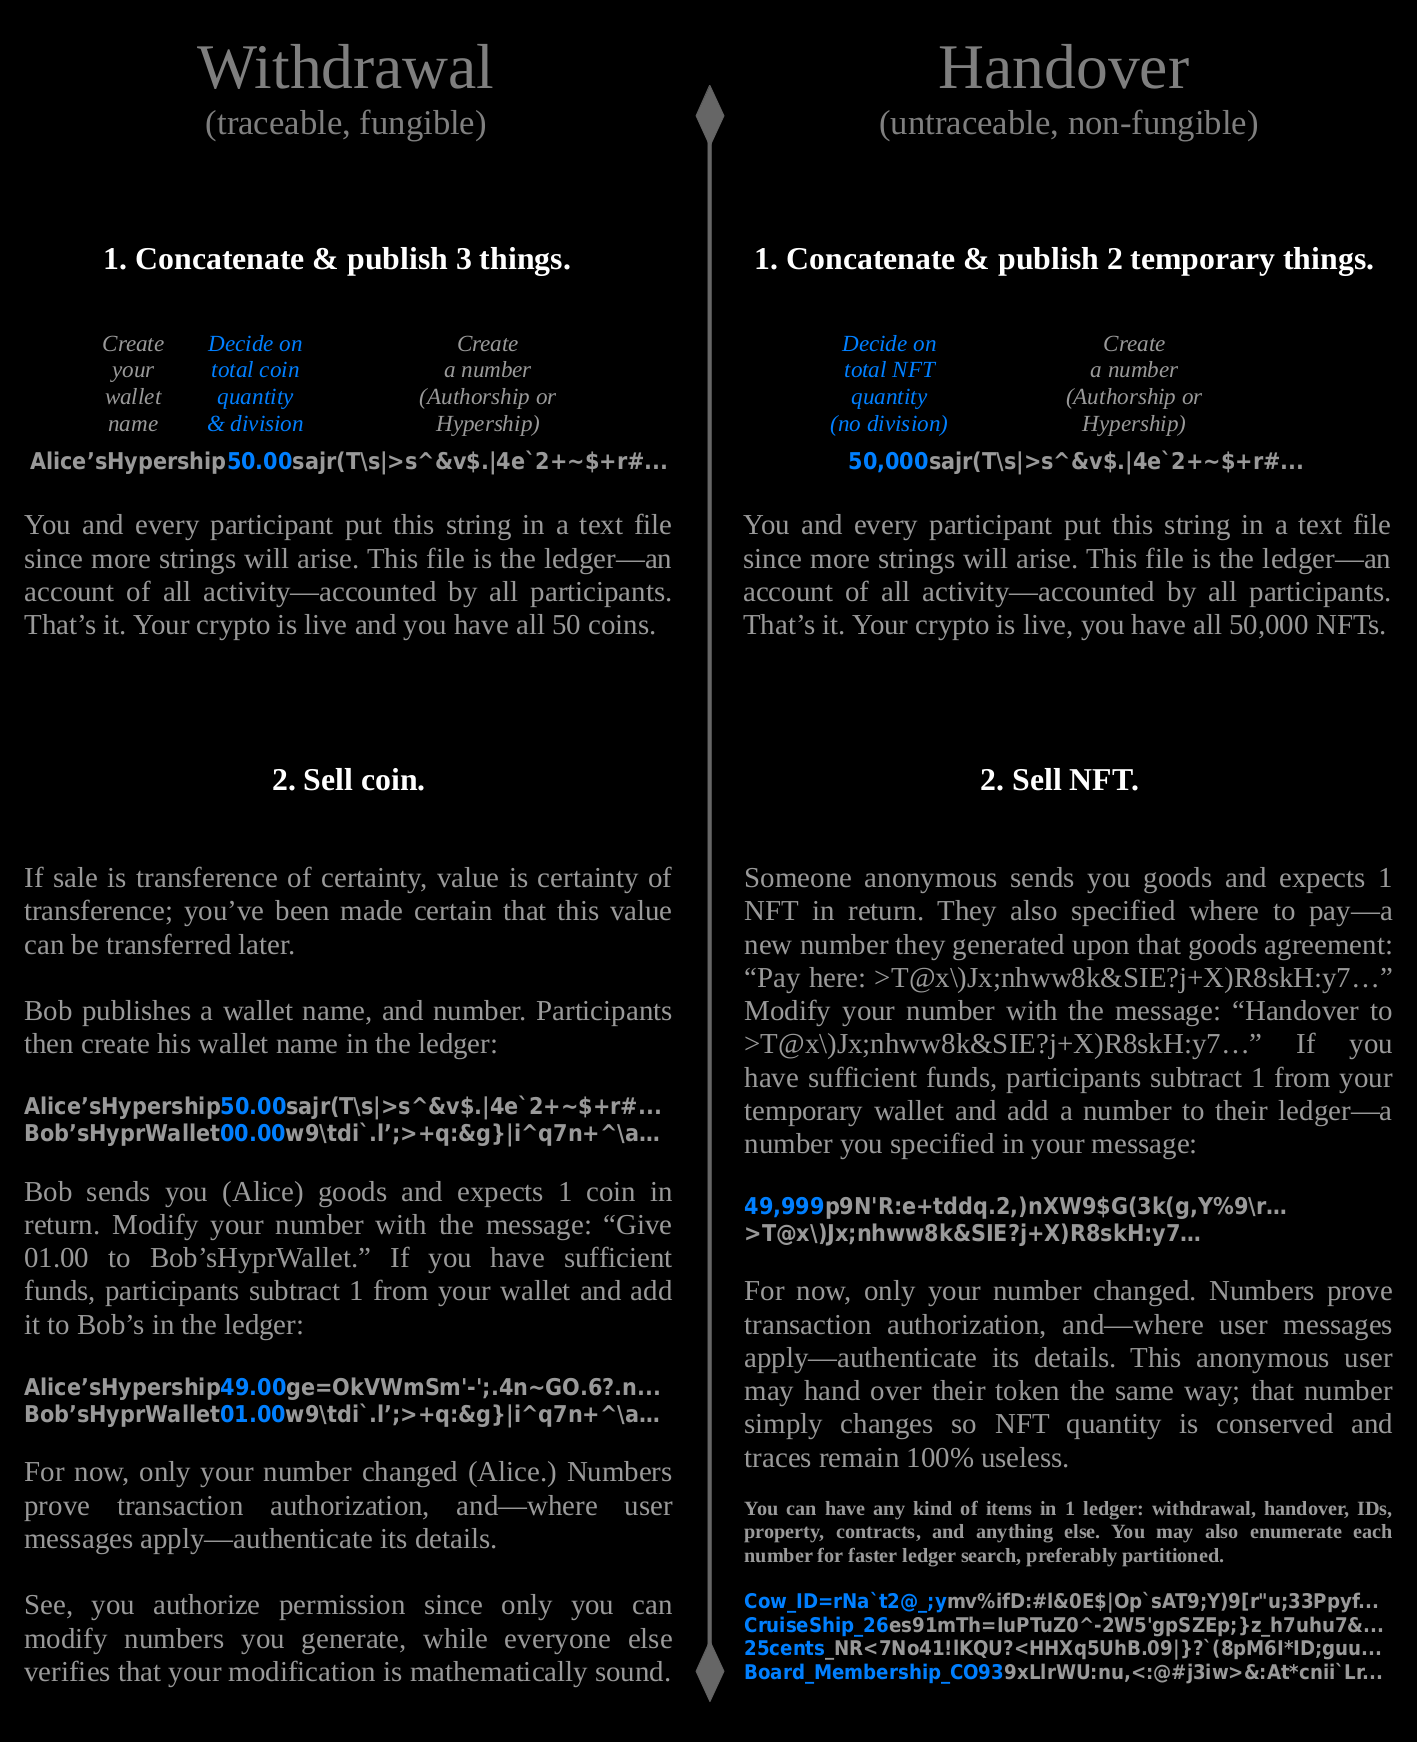 Withdrawal
(traceable, fungible)
1. Concatenate & publish 3 things.
Create
your
wallet
name
Decide on
total coin
quantity
& division
Create
a number
(Authorship or
Hypership)
Alice’sHypership50.00sajr(T\s|>s^&v$.|4e`2+~$+r#...
You and every participant put this string in a text file
since more strings will arise. This file is the ledger—an
account of all activity—accounted by all participants.
That’s it. Your crypto is live and you have all 50 coins.
2. Sell coin.
If sale is transference of certainty, value is certainty of
transference; you’ve been made certain that this value
can be transferred later.
Bob publishes a wallet name, and number. Participants
then create his wallet name in the ledger:
Alice’sHypership50.00sajr(T\s|>s^&v$.|4e`2+~$+r#...
Bob’sHyprWallet00.00w9\tdi`.l’;>+q:&g}|i^q7n+^\a...
Bob sends you (Alice) goods and expects 1 coin in
return. Modify your number with the message: “Give
01.00 to Bob’sHyprWallet.” If you have sufficient
funds, participants subtract 1 from your wallet and add
it to Bob’s in the ledger:
Alice’sHypership49.00ge=OkVWmSm'-';.4n~GO.6?.n...
Bob’sHyprWallet01.00w9\tdi`.l’;>+q:&g}|i^q7n+^\a...
For now, only your number changed (Alice.) Numbers
prove transaction authorization, and—where user
messages apply—authenticate its details.
See, you authorize permission since only you can
modify numbers you generate, while everyone else
verifies that your modification is mathematically sound.
Handover
(untraceable, non-fungible)
1. Concatenate & publish 2 temporary things.
Decide on
total NFT
quantity
(no division)
Create
a number
(Authorship or
Hypership)
50,000sajr(T\s|>s^&v$.|4e`2+~$+r#...
You and every participant put this string in a text file
since more strings will arise. This file is the ledger—an
account of all activity—accounted by all participants.
That’s it. Your crypto is live, you have all 50,000 NFTs.
2. Sell NFT.
Someone anonymous sends you goods and expects 1
NFT in return. They also specified where to pay—a
new number they generated upon that goods agreement:
“Pay here: >T@x\)Jx;nhww8k&SIE?j+X)R8skH:y7…”
Modify your number with the message: “Handover to
>T@x\)Jx;nhww8k&SIE?j+X)R8skH:y7…” If you
have sufficient funds, participants subtract 1 from your
temporary wallet and add a number to their ledger—a
number you specified in your message:
49,999p9N'R:e+tddq.2,)nXW9$G(3k(g,Y%9\r...
>T@x\)Jx;nhww8k&SIE?j+X)R8skH:y7...
For now, only your number changed. Numbers prove
transaction authorization, and—where user messages
apply—authenticate its details. This anonymous user
may hand over their token the same way; that number
simply changes so NFT quantity is conserved and
traces remain 100% useless.
You can have any kind of items in 1 ledger: withdrawal, handover, IDs,
property, contracts, and anything else. You may also enumerate each
number for faster ledger search, preferably partitioned.
Cow_ID=rNa`t2@_;ymv%ifD:#l&0E$|Op`sAT9;Y)9[r"u;33Ppyf...
CruiseShip_26es91mTh=IuPTuZ0^-2W5'gpSZEp;}z_h7uhu7&...
25cents_NR<7No41!IKQU?<HHXq5UhB.09|}?`(8pM6I*ID;guu...
Board_Membership_CO939xLlrWU:nu,<:@#j3iw>&:At*cnii`Lr...